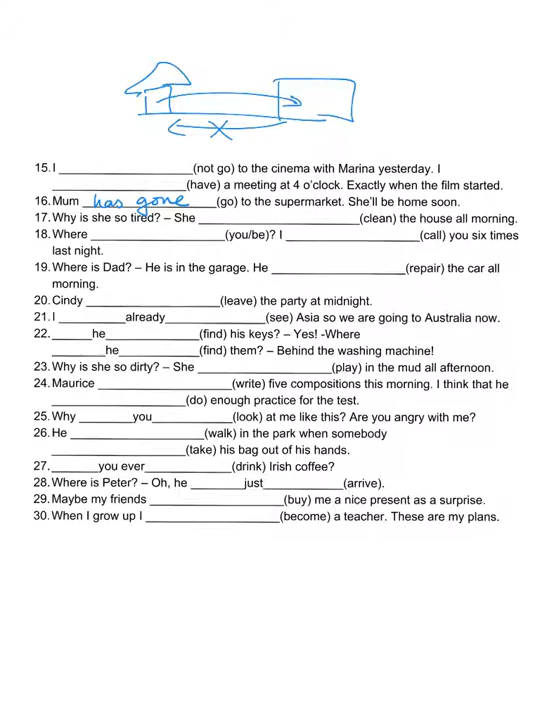 15. I ____________________(not go) to the cinema with Marina yesterday. I
____________________(have) a meeting at 4 o'clock. Exactly when the film started.
16. Mum has gone (go) to the supermarket. She'll be home soon.
17. Why is she so tired? – She ____________________(clean) the house all morning.
18. Where ____________________(you/be)? I ____________________(call) you six times
last night.
19. Where is Dad? – He is in the garage. He ____________________(repair) the car all
morning.
20. Cindy ____________________(leave) the party at midnight.
21. I __________already_______________(see) Asia so we are going to Australia now.
22. ______he______________(find) his keys? – Yes! -Where
________he____________(find) them? – Behind the washing machine!
23. Why is she so dirty? – She ____________________(play) in the mud all afternoon.
24. Maurice ____________________(write) five compositions this morning. I think that he
____________________(do) enough practice for the test.
25. Why ________you____________(look) at me like this? Are you angry with me?
26. He ____________________(walk) in the park when somebody
____________________(take) his bag out of his hands.
27. _______you ever_____________(drink) Irish coffee?
28. Where is Peter? – Oh, he ________just____________(arrive).
29. Maybe my friends ____________________(buy) me a nice present as a surprise.
30. When I grow up I ____________________(become) a teacher. These are my plans.